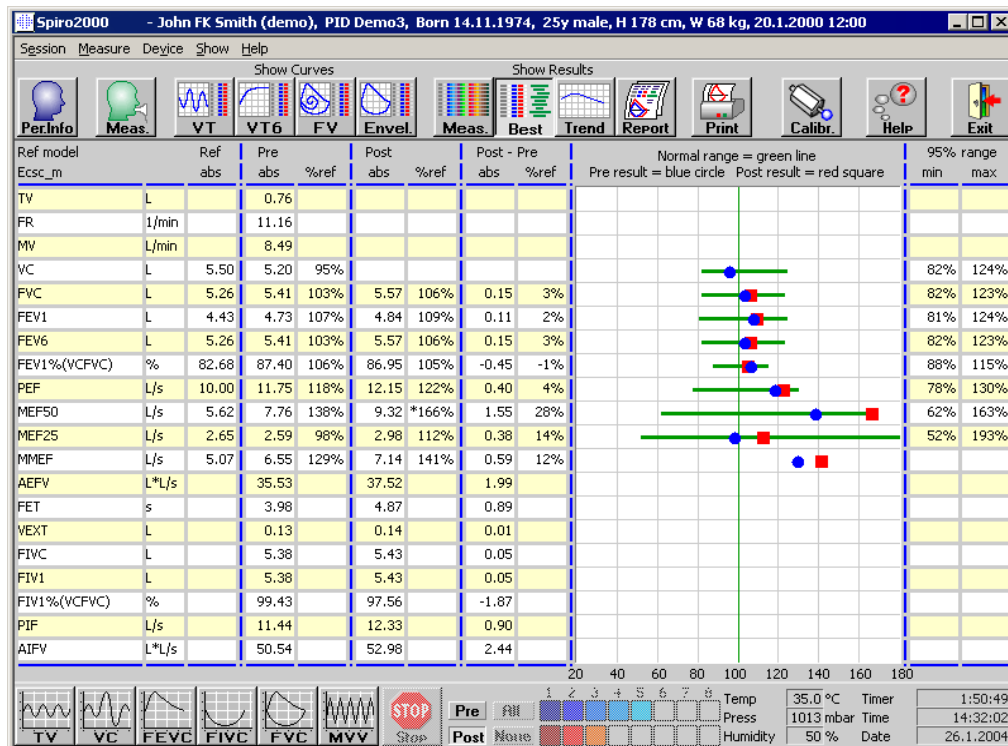 Spiro2000 - John FK Smith (demo), PID Demo3, Born 14.11.1974, 25y male, H 178 cm, W 68 kg, 20.1.2000 12:00
Session Measure Device Show Help
Show Curves Show Results
Per.Info Meas. VT VT6 FV Envel. Meas. Best Trend Report Print Calibr. Help Exit
Ref model Ref Pre Post Post - Pre Normal range = green line 95% range
Ecsc_m abs abs %ref abs %ref abs %ref Pre result = blue circle Post result = red square min max
TV L 0.76
FR 1/min 11.16
MV L/min 8.49
VC L 5.50 5.20 95% 82% 124%
FVC L 5.26 5.41 103% 5.57 106% 0.15 3% 82% 123%
FEV1 L 4.43 4.73 107% 4.84 109% 0.11 2% 81% 124%
FEV6 L 5.26 5.41 103% 5.57 106% 0.15 3% 82% 123%
FEV1%(VCFVC) % 82.68 87.40 106% 86.95 105% -0.45 -1% 88% 115%
PEF L/s 10.00 11.75 118% 12.15 122% 0.40 4% 78% 130%
MEF50 L/s 5.62 7.76 138% 9.32 *166% 1.55 28% 62% 163%
MEF25 L/s 2.65 2.59 98% 2.98 112% 0.38 14% 52% 193%
MMEF L/s 5.07 6.55 129% 7.14 141% 0.59 12%
AEFV L*L/s 35.53 37.52 1.99
FET s 3.98 4.87 0.89
VEXT L 0.13 0.14 0.01
FIVC L 5.38 5.43 0.05
FIV1 L 5.38 5.43 0.05
FIV1%(VCFVC) % 99.43 97.56 -1.87
PIF L/s 11.44 12.33 0.90
AIFV L*L/s 50.54 52.98 2.44
20 40 60 80 100 120 140 160 180
TV VC FEVC FIVC FVC MVV STOP Stop
Pre All 1 2 3 4 5 6 7 8
Post None
Temp 35.0 °C Timer 1:50:49
Press 1013 mbar Time 14:32:02
Humidity 50 % Date 26.1.2004